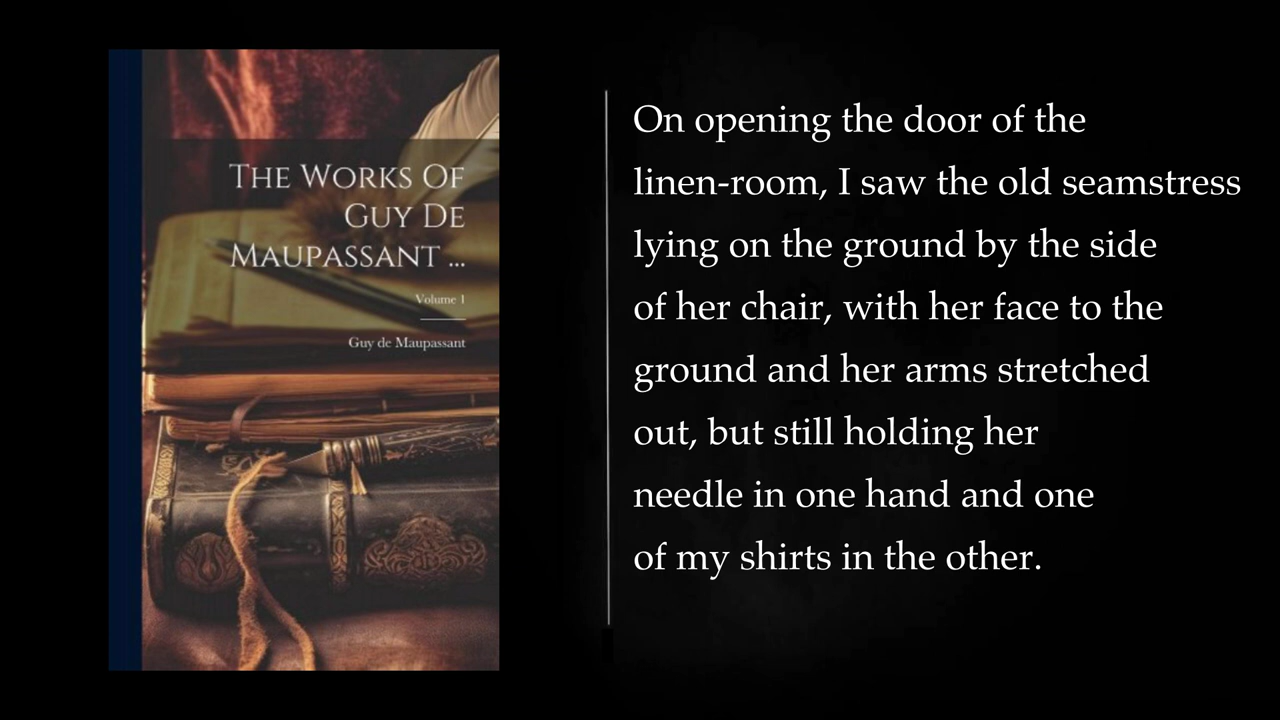 The Works Of
Guy De
Maupassant ...
Volume 1
Guy de Maupassant
On opening the door of the
linen-room, I saw the old seamstress
lying on the ground by the side
of her chair, with her face to the
ground and her arms stretched
out, but still holding her
needle in one hand and one
of my shirts in the other.